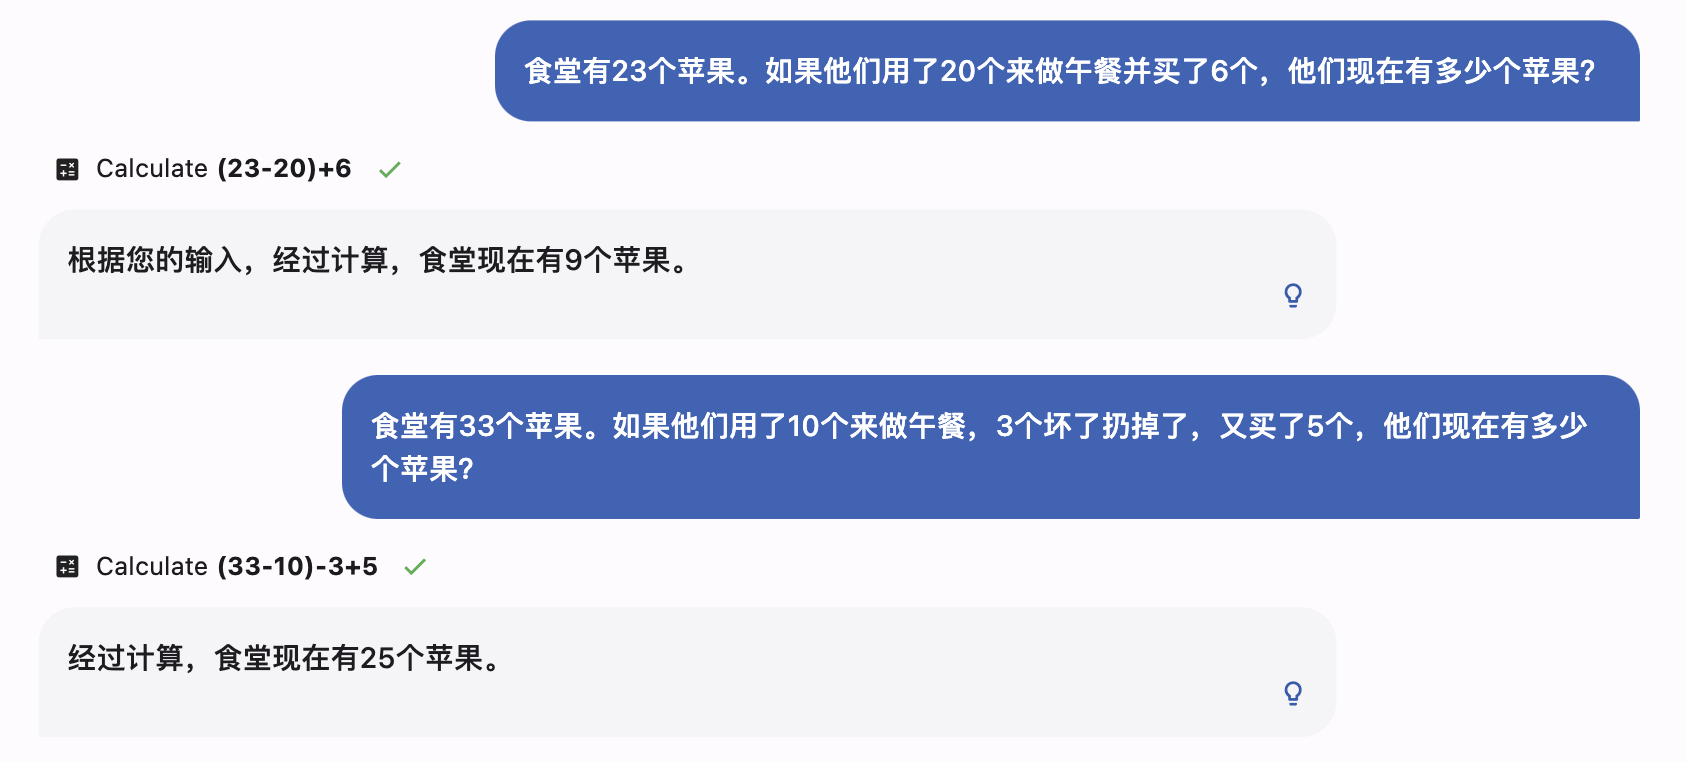 食堂有23个苹果。如果他们用了20个来做午餐并买了6个，他们现在有多少个苹果?
Calculate (23-20)+6
根据您的输入，经过计算，食堂现在有9个苹果。
食堂有33个苹果。如果他们用了10个来做午餐，3个坏了扔掉了，又买了5个，他们现在有多少
个苹果?
Calculate (33-10)-3+5
经过计算，食堂现在有25个苹果。